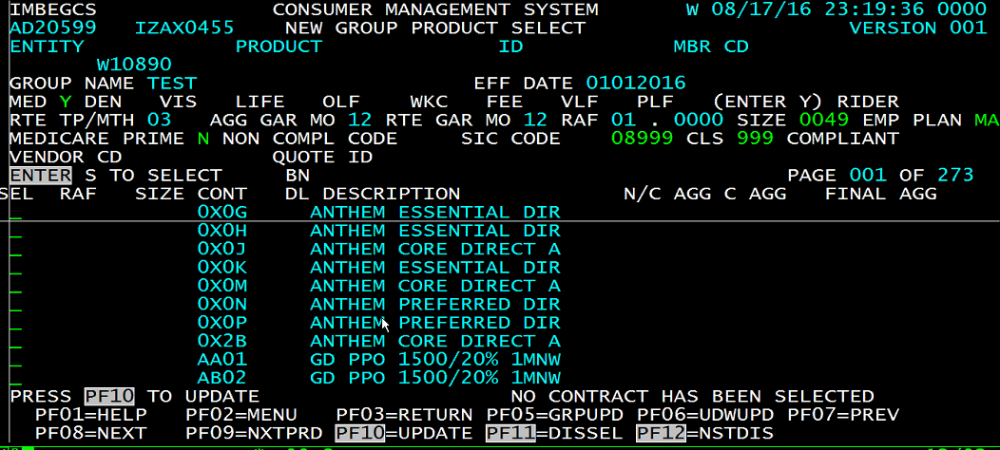 IMBEGCS CONSUMER MANAGEMENT SYSTEM W 08/17/16 23:19:36 0000
AD20599 IZAX0455 NEW GROUP PRODUCT SELECT VERSION 001
ENTITY PRODUCT ID MBR CD
W10890
GROUP NAME TEST EFF DATE 01012016
MED Y DEN VIS LIFE OLF WKC FEE VLF PLF (ENTER Y) RIDER
RTE TP/MTH 03 AGG GAR MO 12 RTE GAR MO 12 RAF 01 . 0000 SIZE 0049 EMP PLAN MA
MEDICARE PRIME N NON COMPL CODE SIC CODE 08999 CLS 999 COMPLIANT
VENDOR CD QUOTE ID
ENTER S TO SELECT BN PAGE 001 OF 273
SEL RAF SIZE CONT DL DESCRIPTION N/C AGG C AGG FINAL AGG
_ 0X0G ANTHEM ESSENTIAL DIR
_ 0X0H ANTHEM ESSENTIAL DIR
_ 0X0J ANTHEM CORE DIRECT A
_ 0X0K ANTHEM ESSENTIAL DIR
_ 0X0M ANTHEM CORE DIRECT A
_ 0X0N ANTHEM PREFERRED DIR
_ 0X0P ANTHEM PREFERRED DIR
_ 0X2B ANTHEM CORE DIRECT A
_ AA01 GD PPO 1500/20% 1MNW
_ AB02 GD PPO 1500/20% 1MNW
PRESS PF10 TO UPDATE NO CONTRACT HAS BEEN SELECTED
PF01=HELP PF02=MENU PF03=RETURN PF05=GRPUPD PF06=UDWUPD PF07=PREV
PF08=NEXT PF09=NXTPRD PF10=UPDATE PF11=DISSEL PF12=NSTDIS